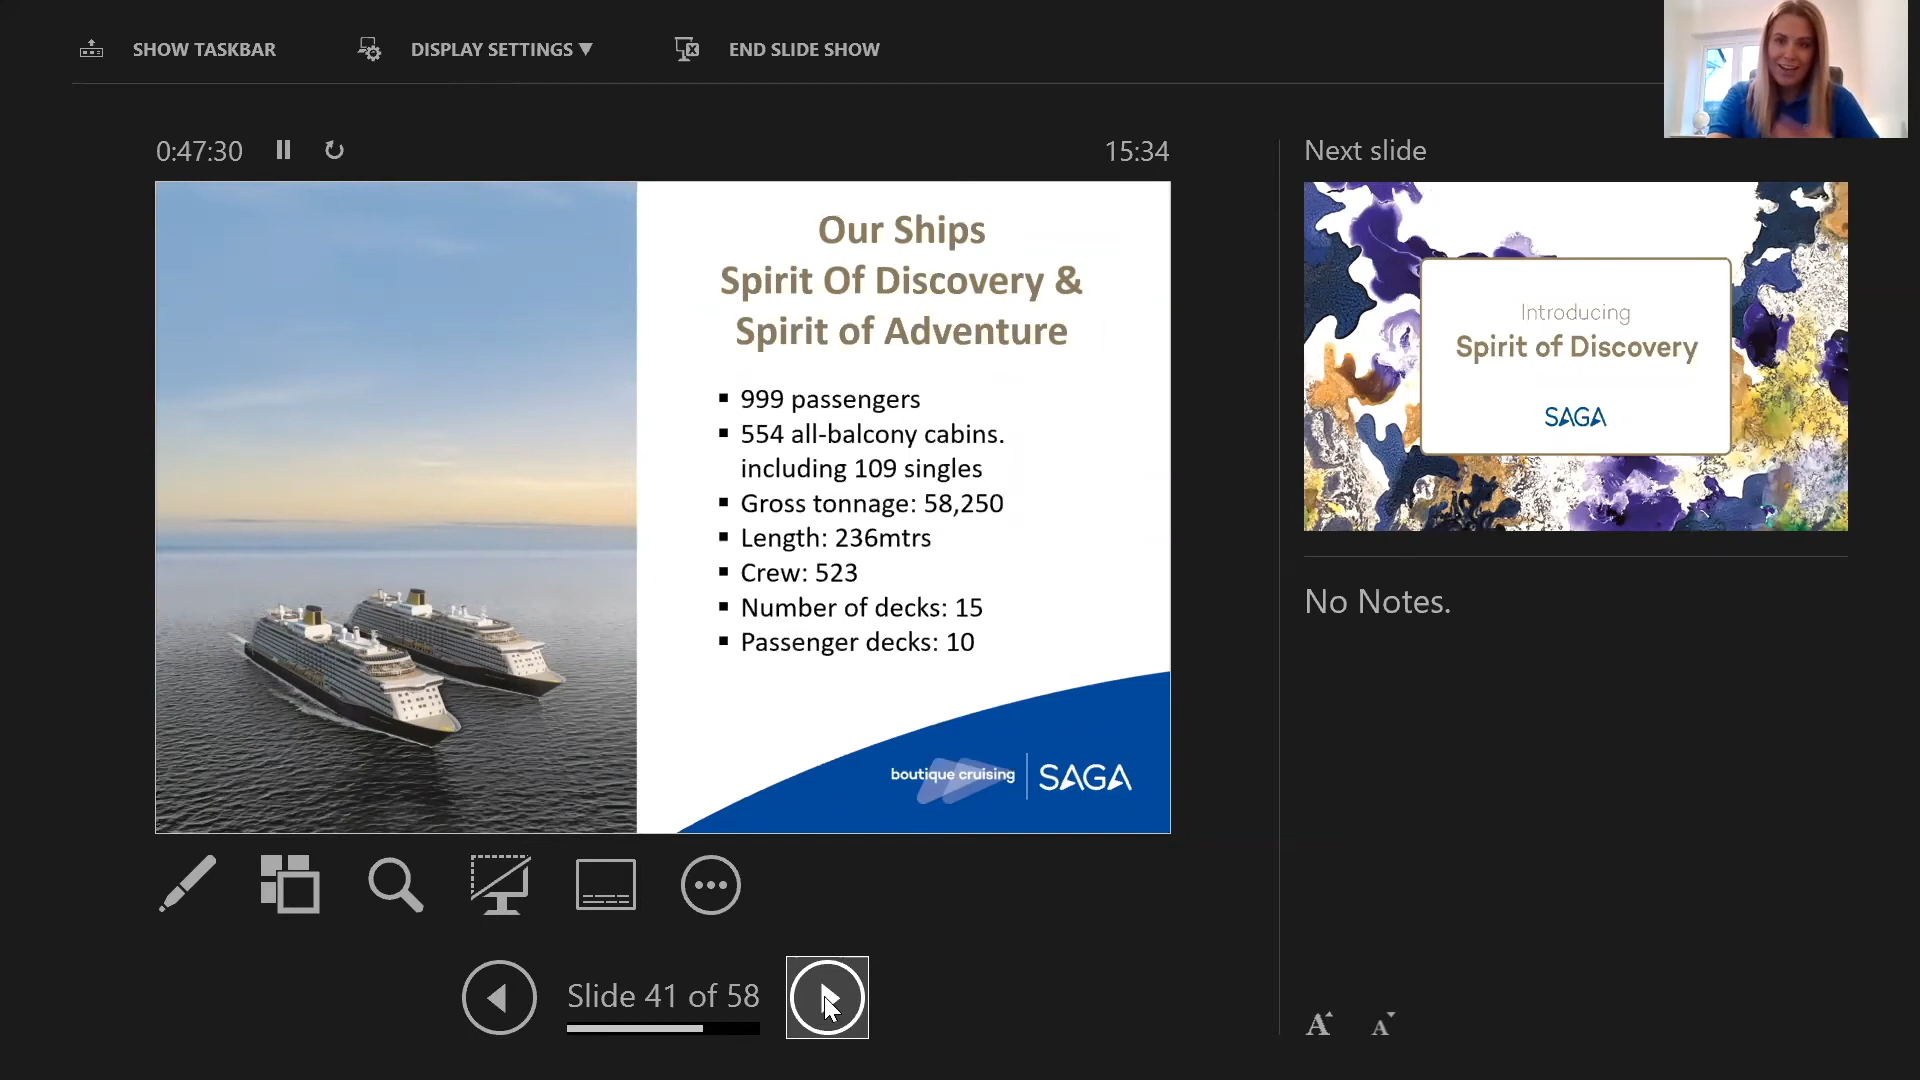 SHOW TASKBAR
DISPLAY SETTINGS ▼
END SLIDE SHOW
0:47:30
15:34
Our Ships
Spirit Of Discovery &
Spirit of Adventure
▪ 999 passengers
▪ 554 all-balcony cabins.
including 109 singles
▪ Gross tonnage: 58,250
▪ Length: 236mtrs
▪ Crew: 523
▪ Number of decks: 15
▪ Passenger decks: 10
boutique cruising | SAGA
Next slide
Introducing
Spirit of Discovery
SAGA
No Notes.
Slide 41 of 58
A A